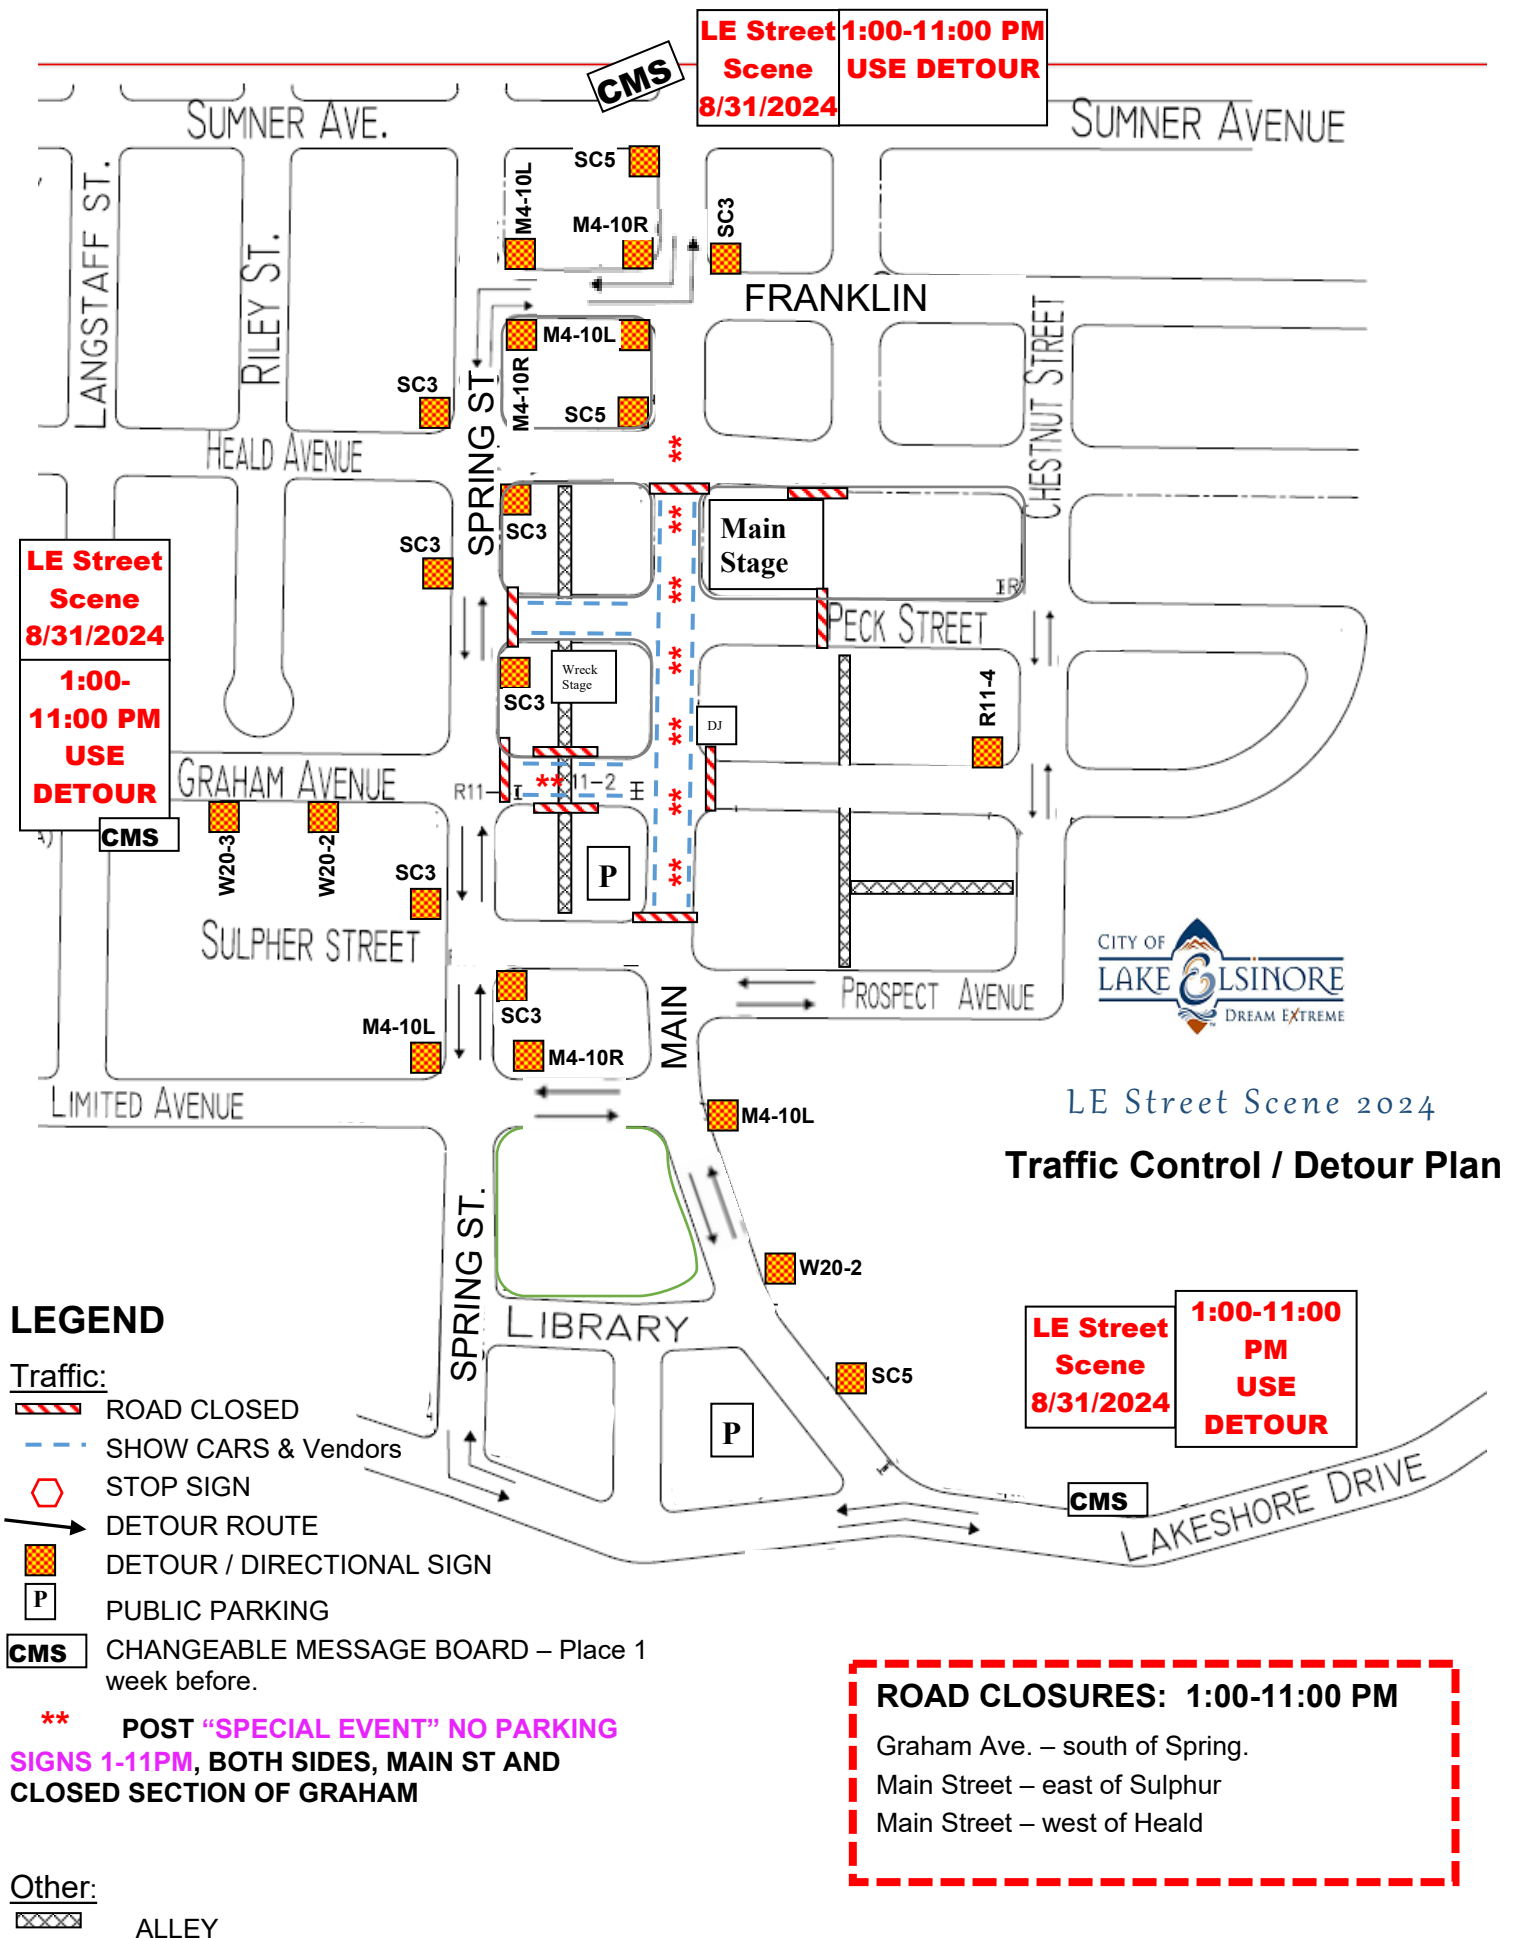 LE Street
Scene
8/31/2024
1:00-11:00 PM
USE DETOUR
CMS
SUMNER AVE.
SUMNER AVENUE
LANGSTAFF ST.
RILEY ST.
SC5
M4-10L
M4-10R
SC3
FRANKLIN
M4-10L
M4-10R
SC3
SC5
SPRING ST
CHESTNUT STREET
HEALD AVENUE
**
SC3
SC3
**
Main
Stage
LE Street
Scene
8/31/2024
1:00-
11:00 PM
USE
DETOUR
CMS
**
IR
PECK STREET
Wreck
Stage
SC3
**
DJ
**
R11-4
GRAHAM AVENUE
R11
**
11-2
**
W20-3
W20-2
SC3
P
**
SULPHER STREET
CITY OF
LAKE ELSINORE
DREAM EXTREME
PROSPECT AVENUE
MAIN
SC3
M4-10L
M4-10R
LIMITED AVENUE
M4-10L
LE Street Scene 2024
Traffic Control / Detour Plan
SPRING ST.
W20-2
LIBRARY
SC5
P
LE Street
Scene
8/31/2024
1:00-11:00
PM
USE
DETOUR
CMS
LAKESHORE DRIVE
LEGEND
Traffic:
ROAD CLOSED
SHOW CARS & Vendors
STOP SIGN
DETOUR ROUTE
DETOUR / DIRECTIONAL SIGN
P
PUBLIC PARKING
CMS
CHANGEABLE MESSAGE BOARD – Place 1
week before.
** POST “SPECIAL EVENT” NO PARKING
SIGNS 1-11PM, BOTH SIDES, MAIN ST AND
CLOSED SECTION OF GRAHAM
Other:
ALLEY
ROAD CLOSURES: 1:00-11:00 PM
Graham Ave. – south of Spring.
Main Street – east of Sulphur
Main Street – west of Heald